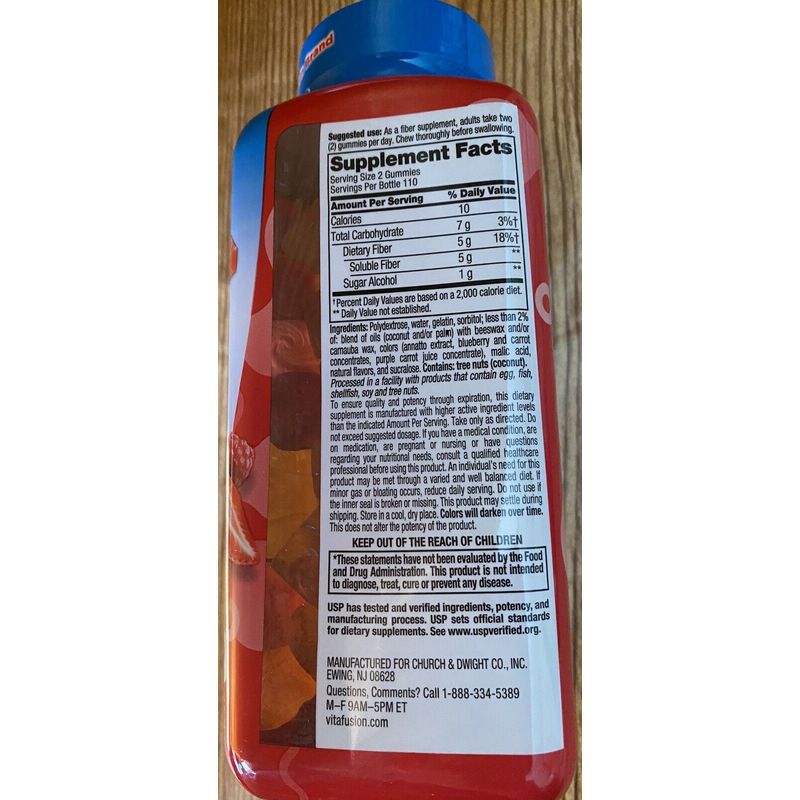 Brand
Suggested use: As a fiber supplement, adults take two
(2) gummies per day. Chew thoroughly before swallowing.
Supplement Facts
Serving Size 2 Gummies
Servings Per Bottle 110
Amount Per Serving % Daily Value
Calories 10
Total Carbohydrate 7 g 3%†
Dietary Fiber 5 g 18%†
Soluble Fiber 5 g **
Sugar Alcohol 1 g **
†Percent Daily Values are based on a 2,000 calorie diet.
** Daily Value not established.
Ingredients: Polydextrose, water, gelatin, sorbitol; less than 2%
of: blend of oils (coconut and/or palm) with beeswax and/or
carnauba wax, colors (annatto extract, blueberry and carrot
concentrates, purple carrot juice concentrate), malic acid,
natural flavors, and sucralose. Contains: tree nuts (coconut).
Processed in a facility with products that contain egg, fish,
shellfish, soy and tree nuts.
To ensure quality and potency through expiration, this dietary
supplement is manufactured with higher active ingredient levels
than the indicated Amount Per Serving. Take only as directed. Do
not exceed suggested dosage. If you have a medical condition, are
on medication, are pregnant or nursing or have questions
regarding your nutritional needs, consult a qualified healthcare
professional before using this product. An individual's need for this
product may be met through a varied and well balanced diet. If
minor gas or bloating occurs, reduce daily serving. Do not use if
the inner seal is broken or missing. This product may settle during
shipping. Store in a cool, dry place. Colors will darken over time.
This does not alter the potency of the product.
KEEP OUT OF THE REACH OF CHILDREN
*These statements have not been evaluated by the Food
and Drug Administration. This product is not intended
to diagnose, treat, cure or prevent any disease.
USP has tested and verified ingredients, potency, and
manufacturing process. USP sets official standards
for dietary supplements. See www.uspverified.org.
MANUFACTURED FOR CHURCH & DWIGHT CO., INC.
EWING, NJ 08628
Questions, Comments? Call 1-888-334-5389
M–F 9AM–5PM ET
vitafusion.com